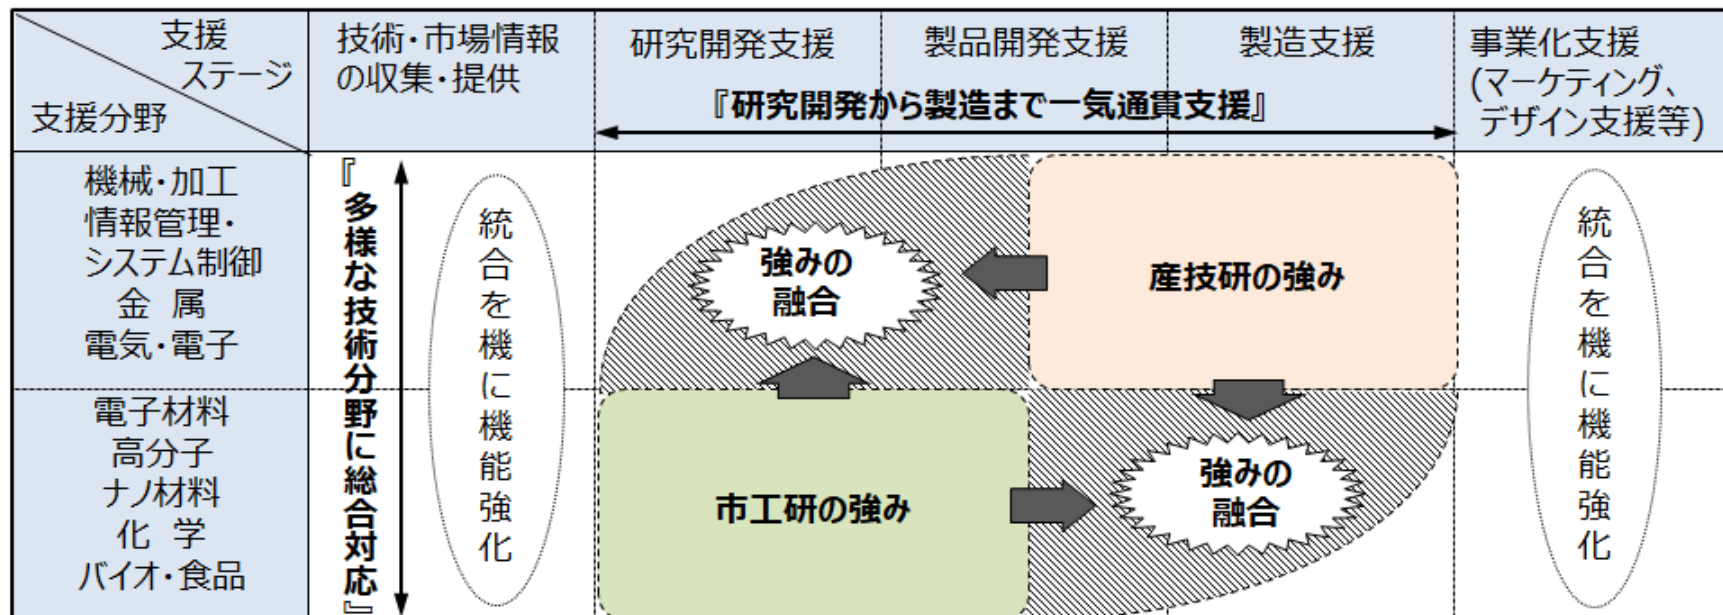 支援
ステージ
支援分野
技術・市場情報
の収集・提供
研究開発支援
製品開発支援
製造支援
事業化支援
(マーケティング、
デザイン支援等)
『研究開発から製造まで一気通貫支援』
機械・加工
情報管理・
システム制御
金 属
電気・電子
電子材料
高分子
ナノ材料
化 学
バイオ・食品
『多様な技術分野に総合対応』
統合を機に機能強化
強みの
融合
産技研の強み
市工研の強み
強みの
融合
統合を機に機能強化